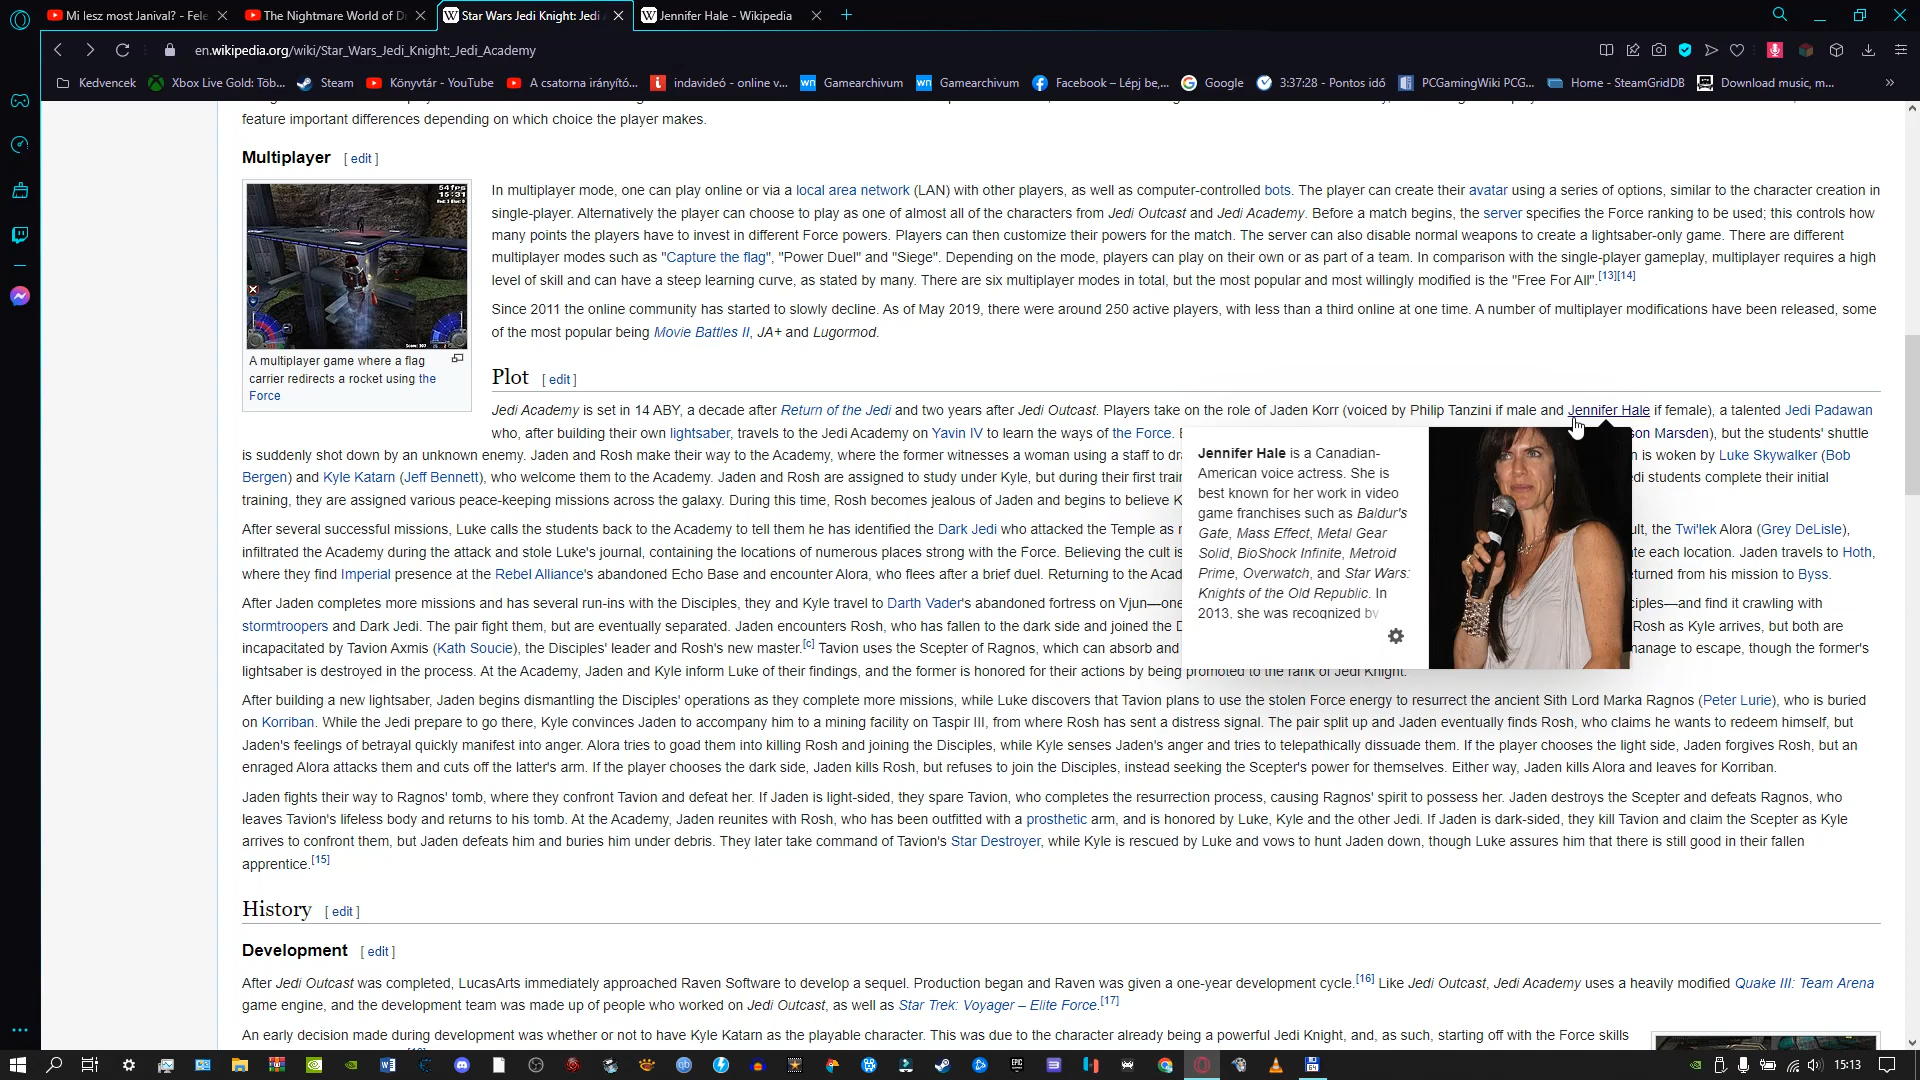 Mi lesz most Janival? - Fele
The Nightmare World of D
Star Wars Jedi Knight: Jedi A
Jennifer Hale - Wikipedia
en.wikipedia.org/wiki/Star_Wars_Jedi_Knight:_Jedi_Academy
Kedvencek
Xbox Live Gold: Töb...
Steam
Könyvtár - YouTube
A csatorna irányító...
indavideó - online v...
Gamearchivum
Gamearchivum
Facebook – Lépj be,...
Google
3:37:28 - Pontos idő
PCGamingWiki PCG...
Home - SteamGridDB
Download music, m...
feature important differences depending on which choice the player makes.
Multiplayer [ edit ]
54fps
15:31
A multiplayer game where a flag
carrier redirects a rocket using the
Force
In multiplayer mode, one can play online or via a local area network (LAN) with other players, as well as computer-controlled bots. The player can create their avatar using a series of options, similar to the character creation in
single-player. Alternatively the player can choose to play as one of almost all of the characters from Jedi Outcast and Jedi Academy. Before a match begins, the server specifies the Force ranking to be used; this controls how
many points the players have to invest in different Force powers. Players can then customize their powers for the match. The server can also disable normal weapons to create a lightsaber-only game. There are different
multiplayer modes such as "Capture the flag", "Power Duel" and "Siege". Depending on the mode, players can play on their own or as part of a team. In comparison with the single-player gameplay, multiplayer requires a high
level of skill and can have a steep learning curve, as stated by many. There are six multiplayer modes in total, but the most popular and most willingly modified is the "Free For All".[13][14]
Since 2011 the online community has started to slowly decline. As of May 2019, there were around 250 active players, with less than a third online at one time. A number of multiplayer modifications have been released, some
of the most popular being Movie Battles II, JA+ and Lugormod.
Plot [ edit ]
Jedi Academy is set in 14 ABY, a decade after Return of the Jedi and two years after Jedi Outcast. Players take on the role of Jaden Korr (voiced by Philip Tanzini if male and Jennifer Hale if female), a talented Jedi Padawan
who, after building their own lightsaber, travels to the Jedi Academy on Yavin IV to learn the ways of the Force. son Marsden), but the students' shuttle
is suddenly shot down by an unknown enemy. Jaden and Rosh make their way to the Academy, where the former witnesses a woman using a staff to dr n is woken by Luke Skywalker (Bob
Bergen) and Kyle Katarn (Jeff Bennett), who welcome them to the Academy. Jaden and Rosh are assigned to study under Kyle, but during their first trai edi students complete their initial
training, they are assigned various peace-keeping missions across the galaxy. During this time, Rosh becomes jealous of Jaden and begins to believe K
After several successful missions, Luke calls the students back to the Academy to tell them he has identified the Dark Jedi who attacked the Temple as ult, the Twi'lek Alora (Grey DeLisle),
infiltrated the Academy during the attack and stole Luke's journal, containing the locations of numerous places strong with the Force. Believing the cult is te each location. Jaden travels to Hoth,
where they find Imperial presence at the Rebel Alliance's abandoned Echo Base and encounter Alora, who flees after a brief duel. Returning to the Acad eturned from his mission to Byss.
After Jaden completes more missions and has several run-ins with the Disciples, they and Kyle travel to Darth Vader's abandoned fortress on Vjun—one ciples—and find it crawling with
stormtroopers and Dark Jedi. The pair fight them, but are eventually separated. Jaden encounters Rosh, who has fallen to the dark side and joined the D Rosh as Kyle arrives, but both are
incapacitated by Tavion Axmis (Kath Soucie), the Disciples' leader and Rosh's new master.[c] Tavion uses the Scepter of Ragnos, which can absorb and manage to escape, though the former's
lightsaber is destroyed in the process. At the Academy, Jaden and Kyle inform Luke of their findings, and the former is honored for their actions by being promoted to the rank of Jedi Knight.
Jennifer Hale is a Canadian-
American voice actress. She is
best known for her work in video
game franchises such as Baldur's
Gate, Mass Effect, Metal Gear
Solid, BioShock Infinite, Metroid
Prime, Overwatch, and Star Wars:
Knights of the Old Republic. In
2013, she was recognized by
After building a new lightsaber, Jaden begins dismantling the Disciples' operations as they complete more missions, while Luke discovers that Tavion plans to use the stolen Force energy to resurrect the ancient Sith Lord Marka Ragnos (Peter Lurie), who is buried
on Korriban. While the Jedi prepare to go there, Kyle convinces Jaden to accompany him to a mining facility on Taspir III, from where Rosh has sent a distress signal. The pair split up and Jaden eventually finds Rosh, who claims he wants to redeem himself, but
Jaden's feelings of betrayal quickly manifest into anger. Alora tries to goad them into killing Rosh and joining the Disciples, while Kyle senses Jaden's anger and tries to telepathically dissuade them. If the player chooses the light side, Jaden forgives Rosh, but an
enraged Alora attacks them and cuts off the latter's arm. If the player chooses the dark side, Jaden kills Rosh, but refuses to join the Disciples, instead seeking the Scepter's power for themselves. Either way, Jaden kills Alora and leaves for Korriban.
Jaden fights their way to Ragnos' tomb, where they confront Tavion and defeat her. If Jaden is light-sided, they spare Tavion, who completes the resurrection process, causing Ragnos' spirit to possess her. Jaden destroys the Scepter and defeats Ragnos, who
leaves Tavion's lifeless body and returns to his tomb. At the Academy, Jaden reunites with Rosh, who has been outfitted with a prosthetic arm, and is honored by Luke, Kyle and the other Jedi. If Jaden is dark-sided, they kill Tavion and claim the Scepter as Kyle
arrives to confront them, but Jaden defeats him and buries him under debris. They later take command of Tavion's Star Destroyer, while Kyle is rescued by Luke and vows to hunt Jaden down, though Luke assures him that there is still good in their fallen
apprentice.[15]
History [ edit ]
Development [ edit ]
After Jedi Outcast was completed, LucasArts immediately approached Raven Software to develop a sequel. Production began and Raven was given a one-year development cycle.[16] Like Jedi Outcast, Jedi Academy uses a heavily modified Quake III: Team Arena
game engine, and the development team was made up of people who worked on Jedi Outcast, as well as Star Trek: Voyager – Elite Force.[17]
An early decision made during development was whether or not to have Kyle Katarn as the playable character. This was due to the character already being a powerful Jedi Knight, and, as such, starting off with the Force skills
15:13